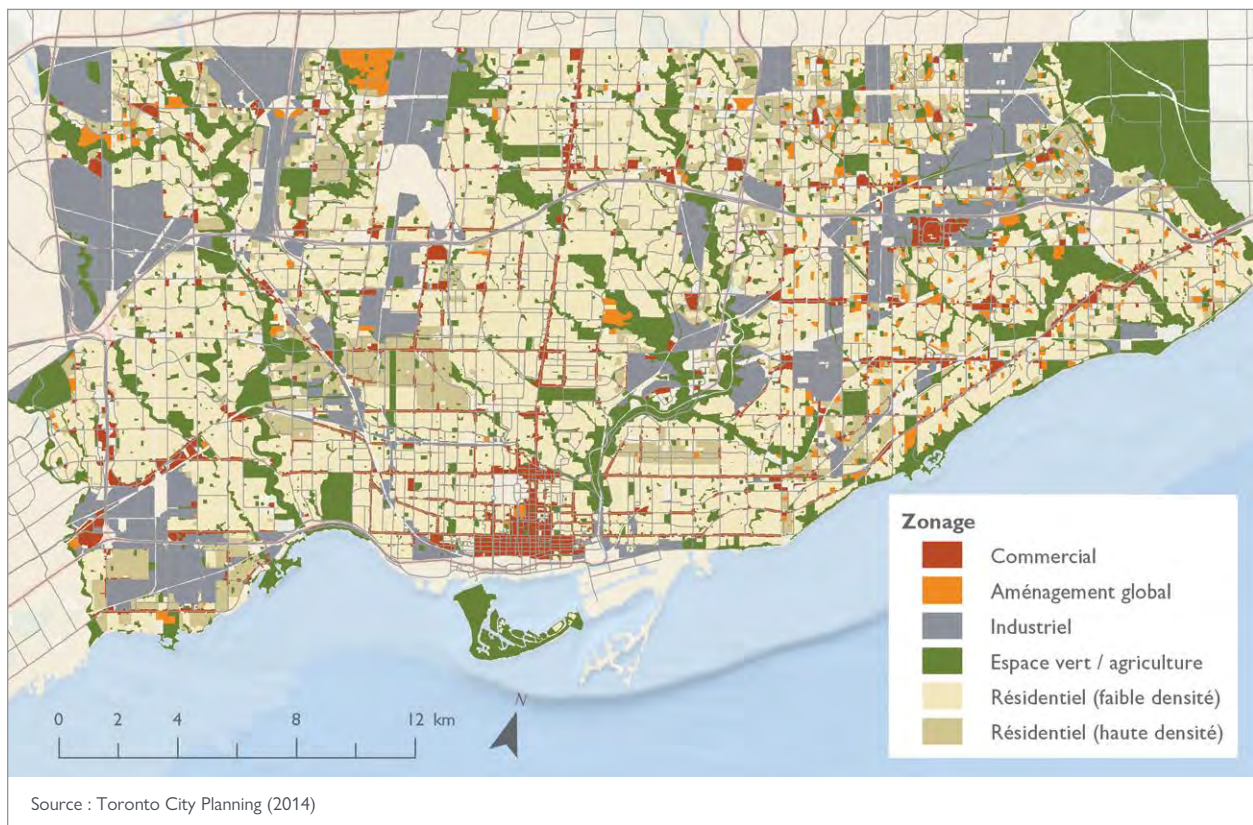 Zonage
Commercial
Aménagement global
Industriel
Espace vert / agriculture
Résidentiel (faible densité)
Résidentiel (haute densité)
N
0 2 4 8 12 km
Source : Toronto City Planning (2014)